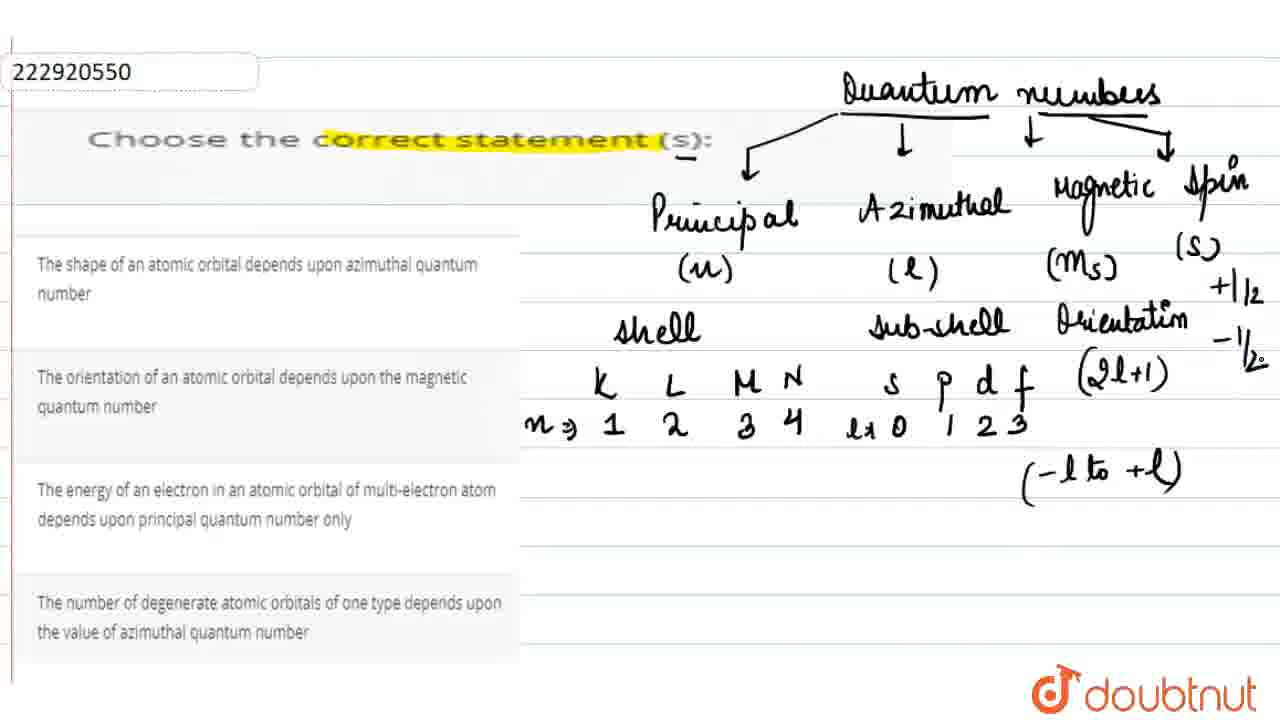 222920550
Choose the correct statement (s):
The shape of an atomic orbital depends upon azimuthal quantum
number
The orientation of an atomic orbital depends upon the magnetic
quantum number
The energy of an electron in an atomic orbital of multi-electron atom
depends upon principal quantum number only
The number of degenerate atomic orbitals of one type depends upon
the value of azimuthal quantum number
Quantum numbers
Principal Azimuthal Magnetic Spin
(n) (l) (ms) (s)
+1/2
shell sub-shell Orientation
-1/2
K L M N s p d f (2l+1)
n ⇒ 1 2 3 4 0 1 2 3
(-l to +l)
doubtnut